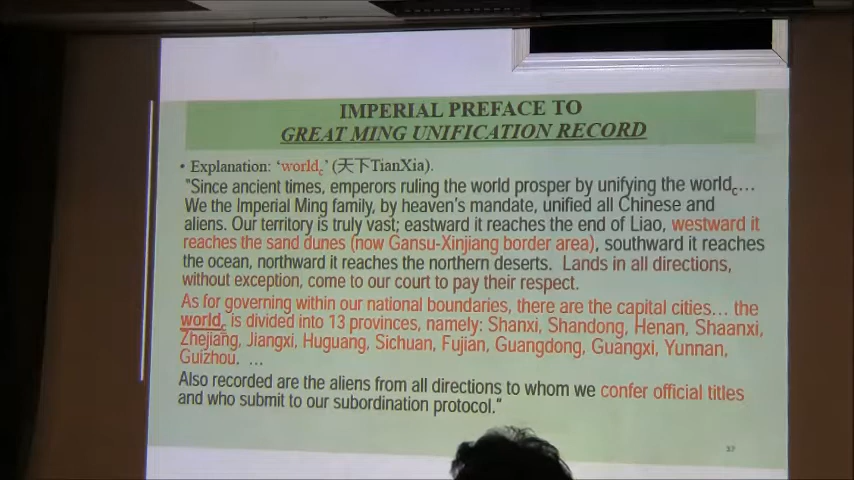 IMPERIAL PREFACE TO
GREAT MING UNIFICATION RECORD
• Explanation: ‘world_c’ (天下TianXia).
"Since ancient times, emperors ruling the world prosper by unifying the world_c…
We the Imperial Ming family, by heaven's mandate, unified all Chinese and
aliens. Our territory is truly vast; eastward it reaches the end of Liao, westward it
reaches the sand dunes (now Gansu-Xinjiang border area), southward it reaches
the ocean, northward it reaches the northern deserts. Lands in all directions,
without exception, come to our court to pay their respect.
As for governing within our national boundaries, there are the capital cities… the
world_c is divided into 13 provinces, namely: Shanxi, Shandong, Henan, Shaanxi,
Zhejiang, Jiangxi, Huguang, Sichuan, Fujian, Guangdong, Guangxi, Yunnan,
Guizhou. …
Also recorded are the aliens from all directions to whom we confer official titles
and who submit to our subordination protocol."
37